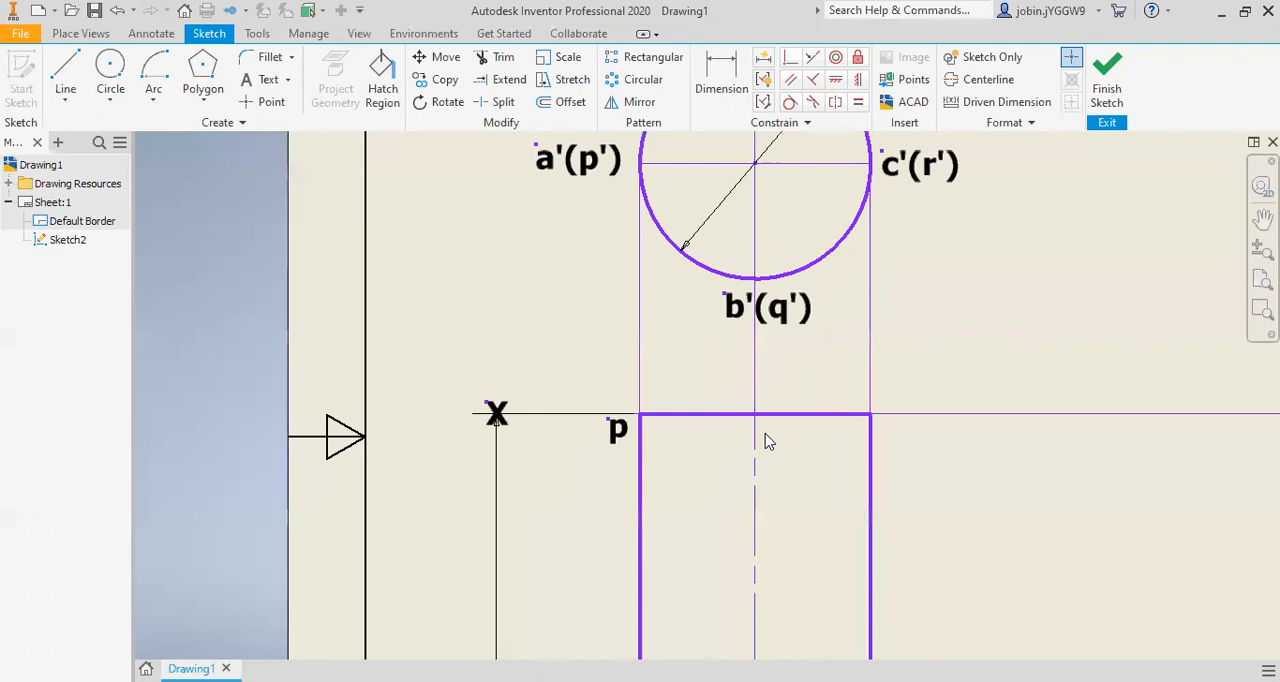 PRO
Autodesk Inventor Professional 2020 Drawing1
Search Help & Commands...
jobin.jYGGW9
File Place Views Annotate Sketch Tools Manage View Environments Get Started Collaborate
Start Sketch
Line
Circle
Arc
Polygon
Fillet
Text
Point
Project Geometry
Hatch Region
Move
Copy
Rotate
Trim
Extend
Split
Scale
Stretch
Offset
Rectangular
Circular
Mirror
Dimension
Image
Points
ACAD
Sketch Only
Centerline
Driven Dimension
Finish Sketch
Sketch
Create
Modify
Pattern
Constrain
Insert
Format
Exit
M...
Drawing1
Drawing Resources
Sheet:1
Default Border
Sketch2
a'(p')
c'(r')
b'(q')
X
p
Drawing1